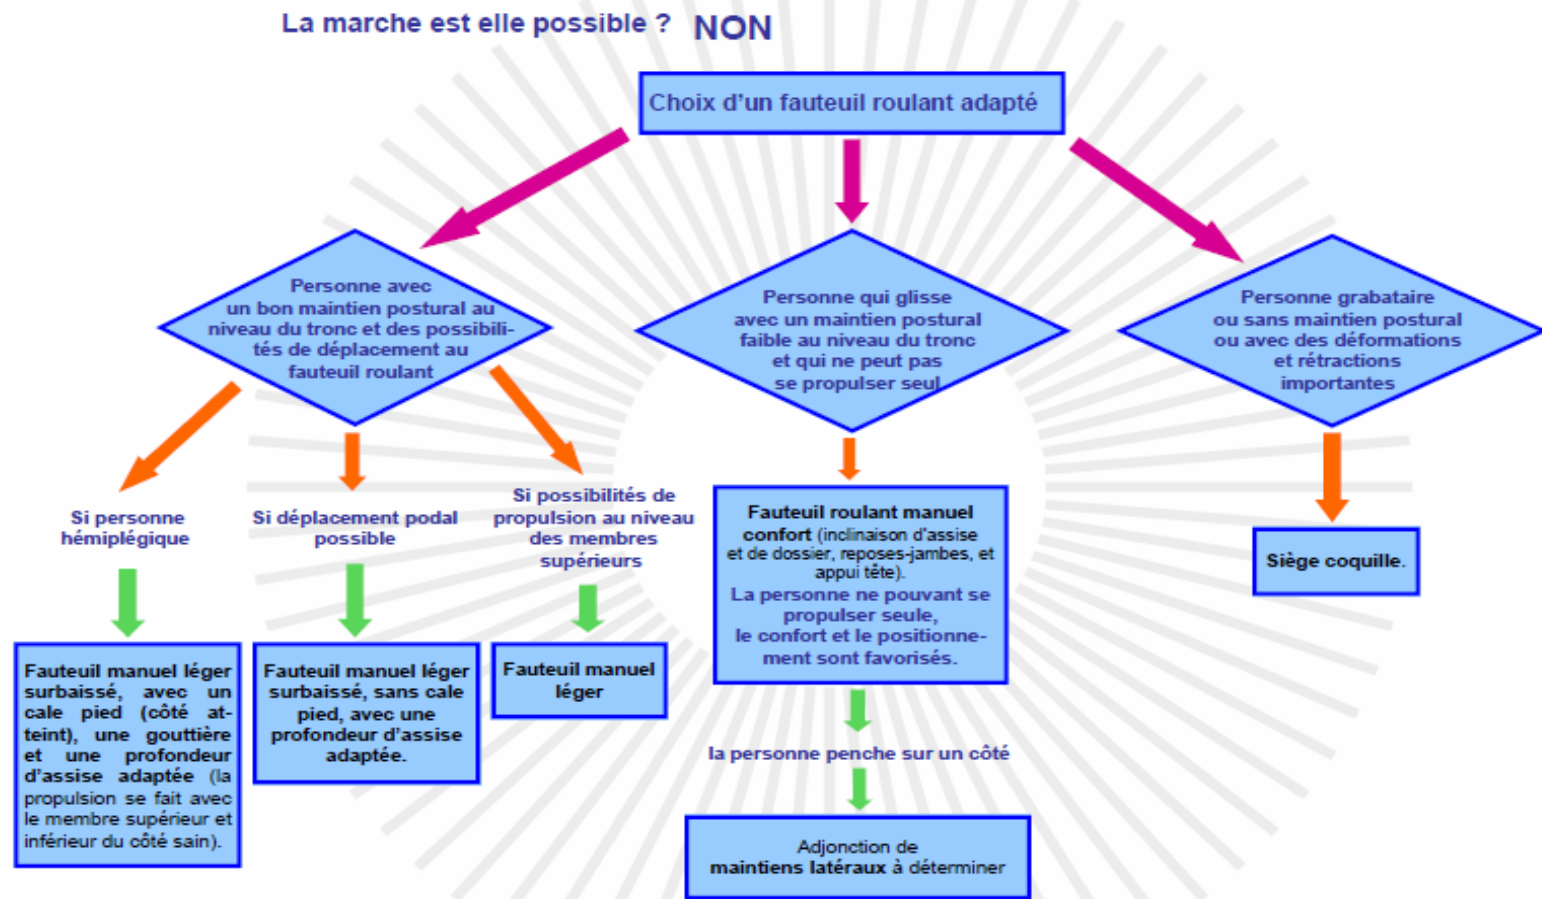 La marche est elle possible ? NON
Choix d'un fauteuil roulant adapté
Personne avec
un bon maintien postural au
niveau du tronc et des possibili-
tés de déplacement au
fauteuil roulant
Personne qui glisse
avec un maintien postural
faible au niveau du tronc
et qui ne peut pas
se propulser seul
Personne grabataire
ou sans maintien postural
ou avec des déformations
et rétractions
importantes
Si personne
hémiplégique
Si déplacement podal
possible
Si possibilités de
propulsion au niveau
des membres
supérieurs
Fauteuil roulant manuel
confort (inclinaison d'assise
et de dossier, reposes-jambes, et
appui tête).
La personne ne pouvant se
propulser seule,
le confort et le positionne-
ment sont favorisés.
Siège coquille.
Fauteuil manuel léger
surbaissé, avec un
cale pied (côté at-
teint), une gouttière
et une profondeur
d'assise adaptée (la
propulsion se fait avec
le membre supérieur et
inférieur du côté sain).
Fauteuil manuel léger
surbaissé, sans cale
pied, avec une
profondeur d'assise
adaptée.
Fauteuil manuel
léger
la personne penche sur un côté
Adjonction de
maintiens latéraux à déterminer